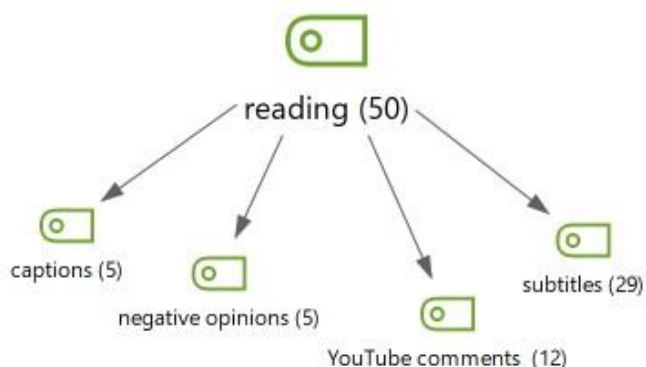 reading (50)
captions (5)
negative opinions (5)
YouTube comments (12)
subtitles (29)